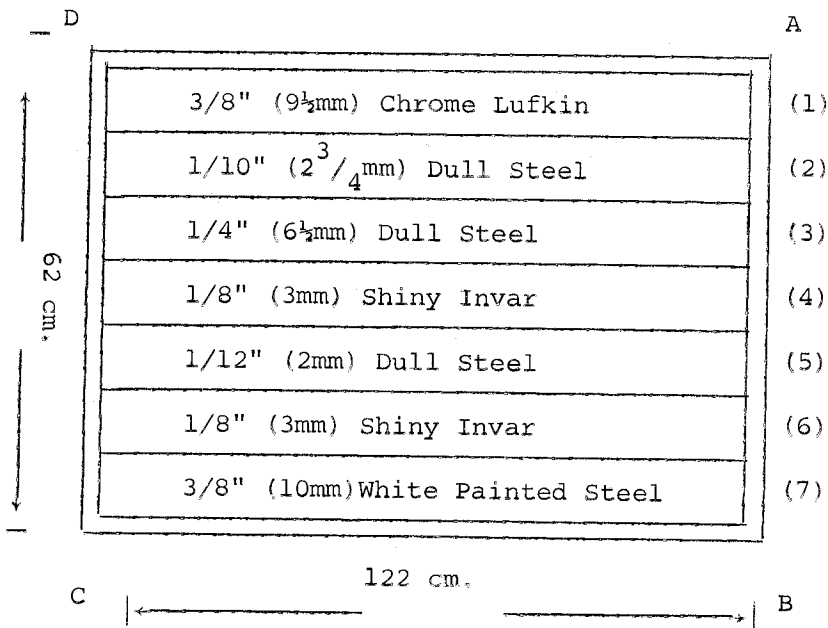 D A
3/8" (9½mm) Chrome Lufkin (1)
1/10" (2 3/4mm) Dull Steel (2)
1/4" (6½mm) Dull Steel (3)
1/8" (3mm) Shiny Invar (4)
1/12" (2mm) Dull Steel (5)
1/8" (3mm) Shiny Invar (6)
3/8" (10mm)White Painted Steel (7)
62 cm.
122 cm.
C B